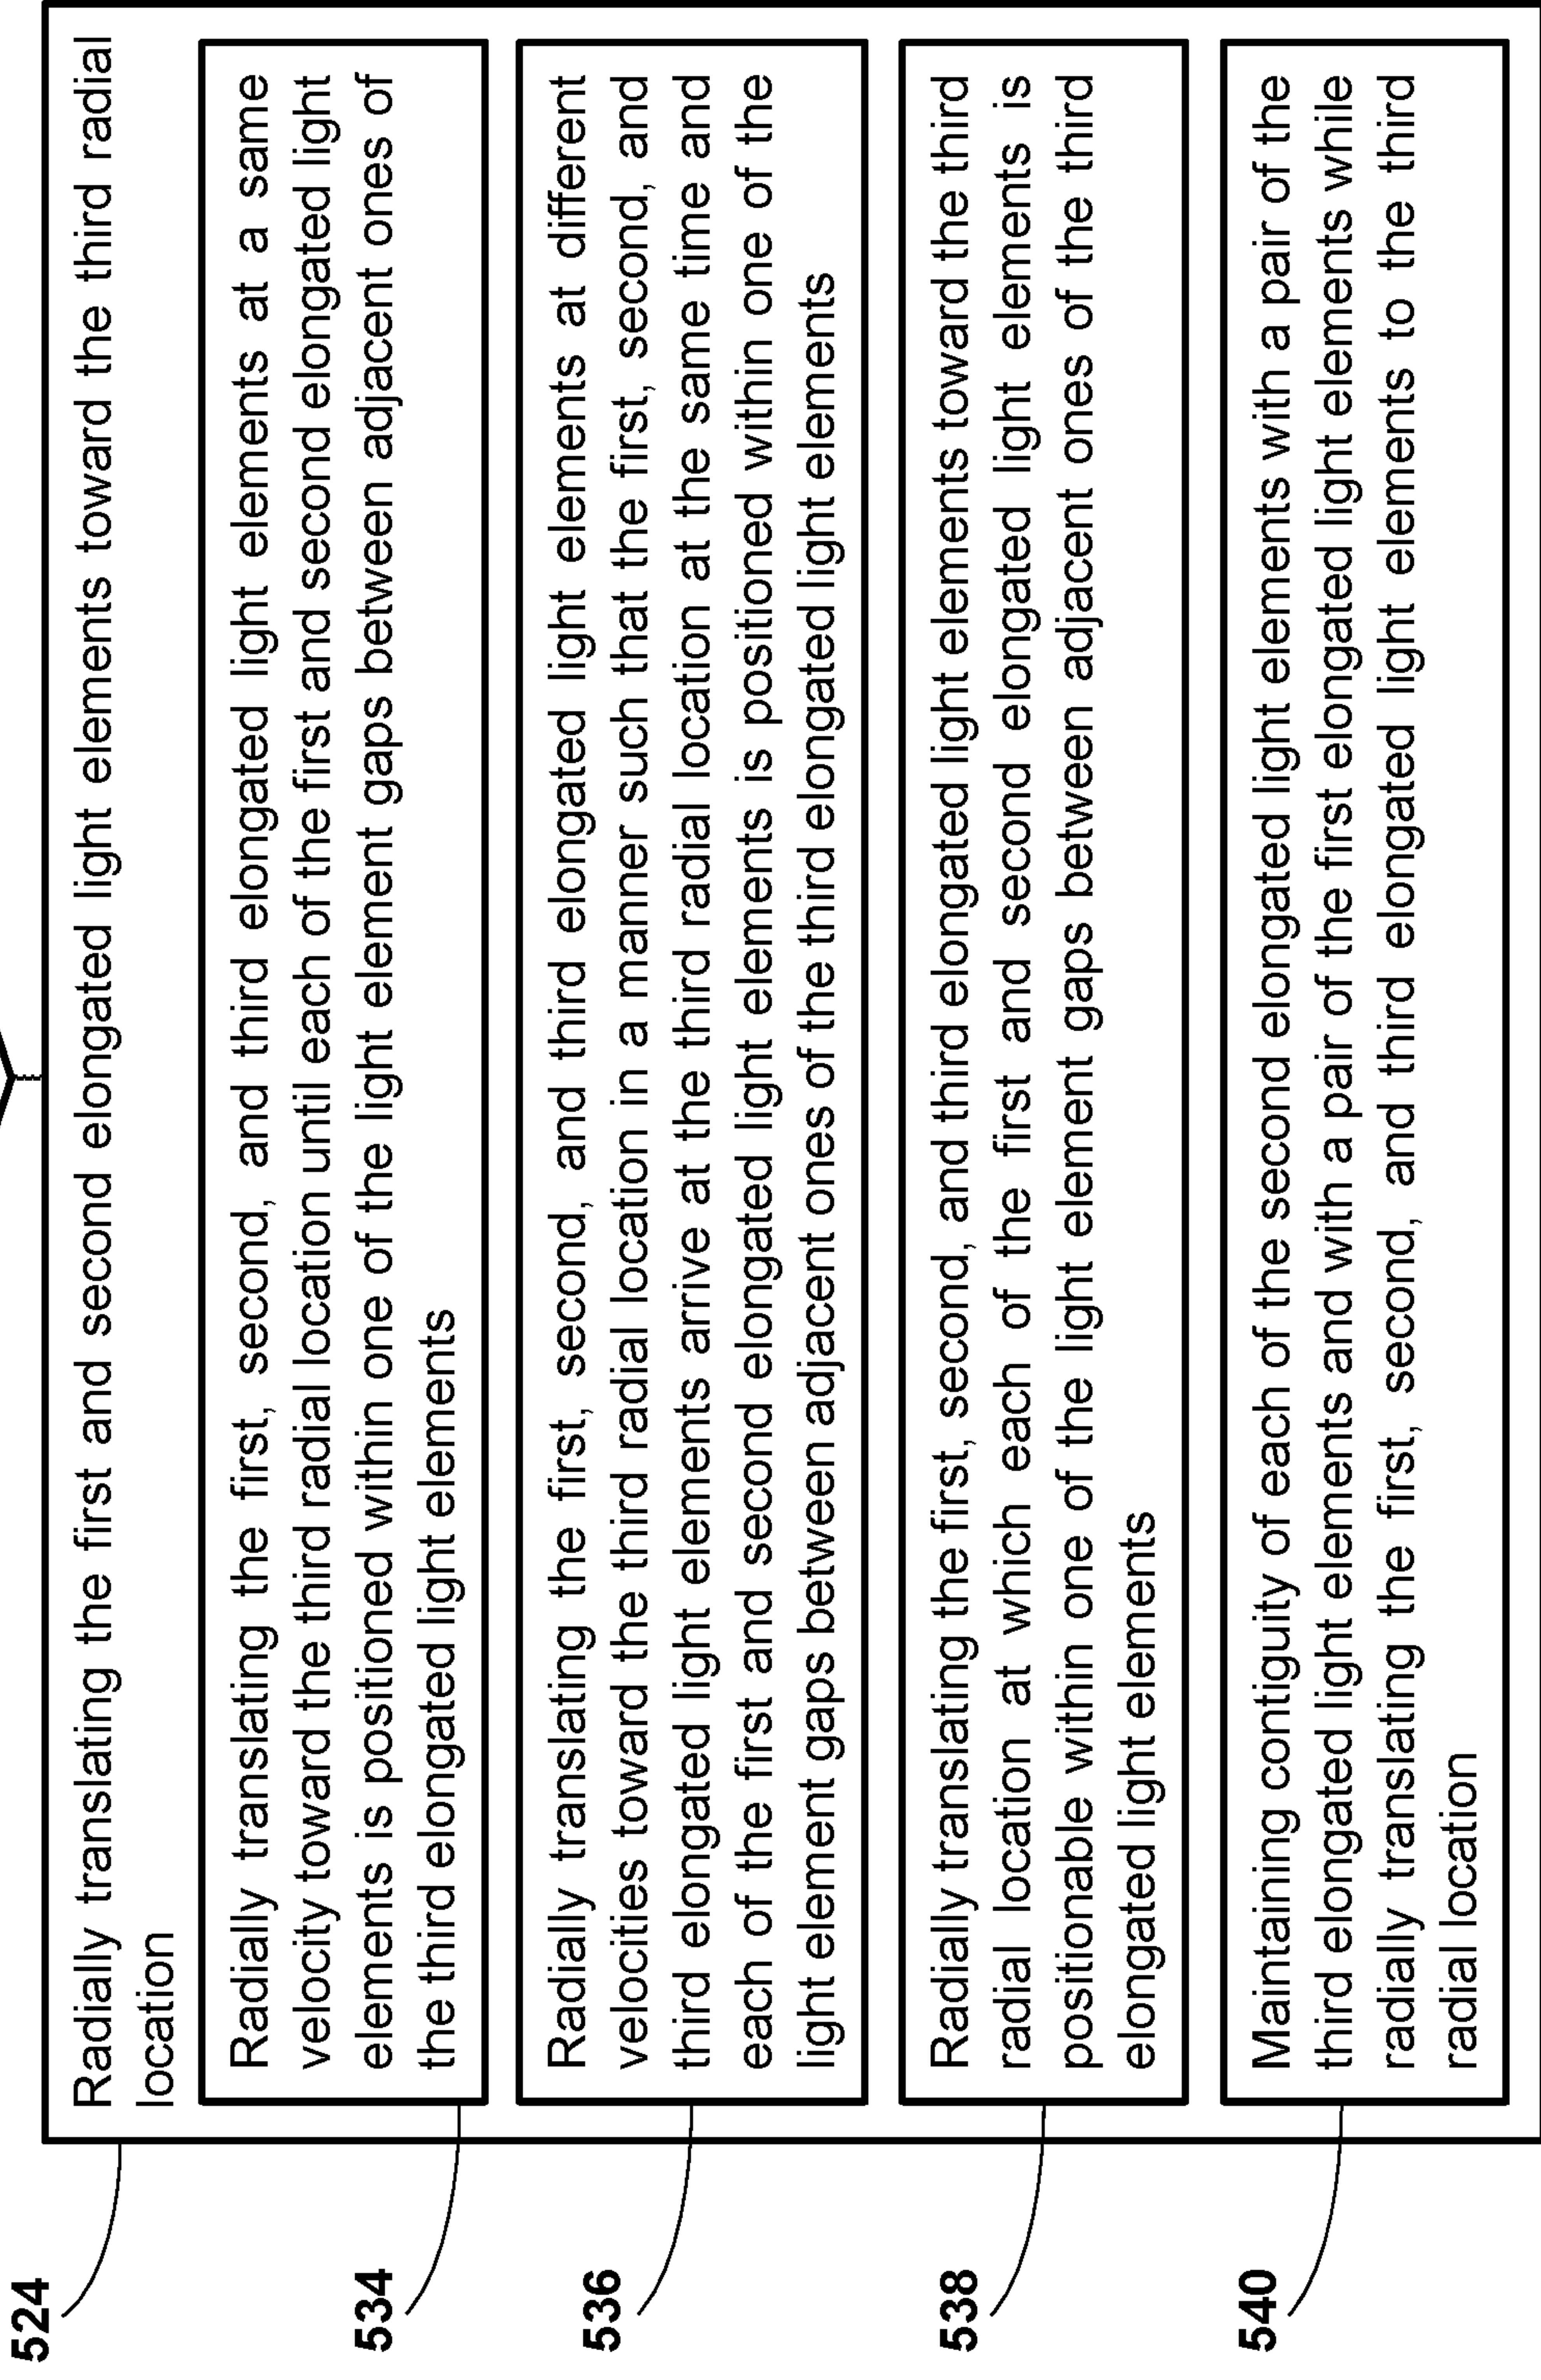 524
Radially translating the first and second elongated light elements toward the third radial
location
534
Radially translating the first, second, and third elongated light elements at a same
velocity toward the third radial location until each of the first and second elongated light
elements is positioned within one of the light element gaps between adjacent ones of
the third elongated light elements
536
Radially translating the first, second, and third elongated light elements at different
velocities toward the third radial location in a manner such that the first, second, and
third elongated light elements arrive at the third radial location at the same time and
each of the first and second elongated light elements is positioned within one of the
light element gaps between adjacent ones of the third elongated light elements
538
Radially translating the first, second, and third elongated light elements toward the third
radial location at which each of the first and second elongated light elements is
positionable within one of the light element gaps between adjacent ones of the third
elongated light elements
540
Maintaining contiguity of each of the second elongated light elements with a pair of the
third elongated light elements and with a pair of the first elongated light elements while
radially translating the first, second, and third elongated light elements to the third
radial location